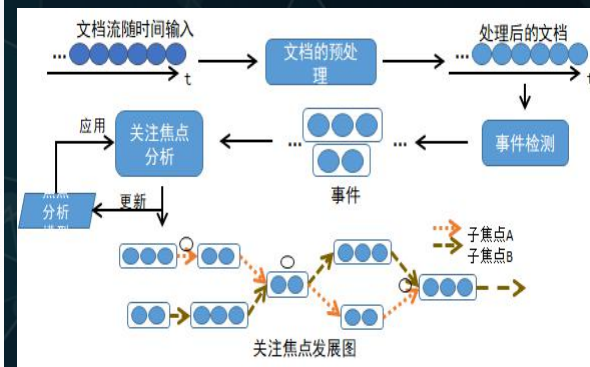 文档流随时间输入
...
t
文档的预处
理
处理后的文档
...
t
事件检测
...
...
事件
关注焦点
分析
应用
更新
分析
子焦点A
子焦点B
关注焦点发展图